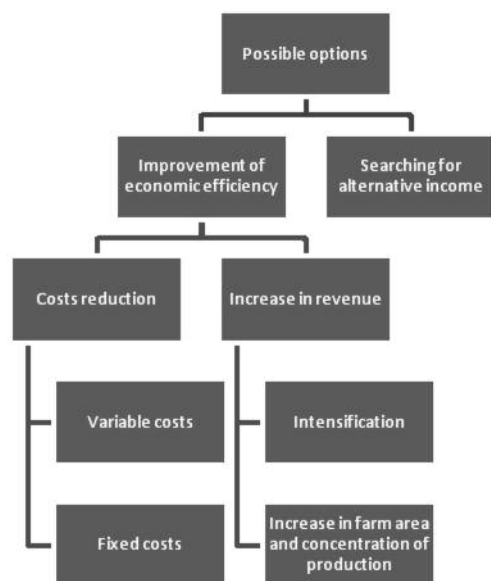 Possible options
Improvement of
economic efficiency
Searching for
alternative income
Costs reduction
Increase in revenue
Variable costs
Intensification
Fixed costs
Increase in farm area
and concentration of
production